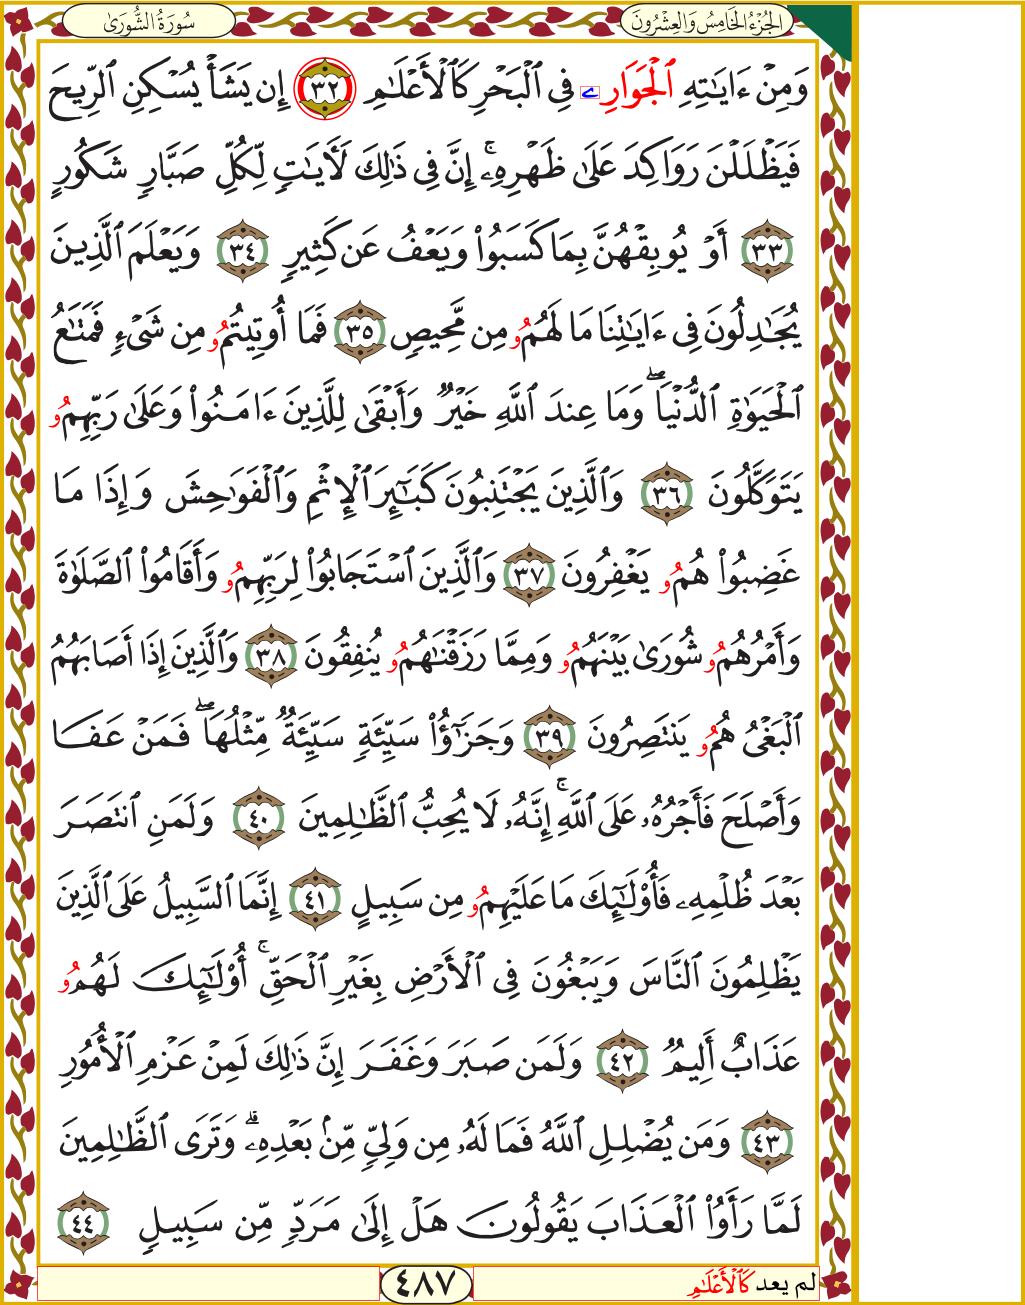 الجُزْءُ الخَامِسُ وَالعِشْرُونَ
سُورَةُ الشُّورَىٰ
وَمِنْ ءَايَٰتِهِ ٱلْجَوَارِۦ فِى ٱلْبَحْرِ كَٱلْأَعْلَٰمِ ٣٢ إِن يَشَأْ يُسْكِنِ ٱلرِّيحَ
فَيَظْلَلْنَ رَوَاكِدَ عَلَىٰ ظَهْرِهِۦٓ ۚ إِنَّ فِى ذَٰلِكَ لَأٓيَٰتٍ لِّكُلِّ صَبَّارٍ شَكُورٍ
٣٣ أَوْ يُوبِقْهُنَّ بِمَا كَسَبُوا۟ وَيَعْفُ عَن كَثِيرٍ ٣٤ وَيَعْلَمَ ٱلَّذِينَ
يُجَٰدِلُونَ فِى ءَايَٰتِنَا مَا لَهُمُو مِن مَّحِيصٍ ٣٥ فَمَا أُوتِيتُمُو مِن شَىْءٍ فَمَتَٰعُ
ٱلْحَيَوٰةِ ٱلدُّنْيَا ۖ وَمَا عِندَ ٱللَّهِ خَيْرٌ وَأَبْقَىٰ لِلَّذِينَ ءَامَنُوا۟ وَعَلَىٰ رَبِّهِمُو
يَتَوَكَّلُونَ ٣٦ وَٱلَّذِينَ يَجْتَنِبُونَ كَبَٰٓئِرَ ٱلْإِثْمِ وَٱلْفَوَٰحِشَ وَإِذَا مَا
غَضِبُوا۟ هُمُو يَغْفِرُونَ ٣٧ وَٱلَّذِينَ ٱسْتَجَابُوا۟ لِرَبِّهِمُو وَأَقَامُوا۟ ٱلصَّلَوٰةَ
وَأَمْرُهُمُو شُورَىٰ بَيْنَهُمُو وَمِمَّا رَزَقْنَٰهُمُو يُنفِقُونَ ٣٨ وَٱلَّذِينَ إِذَا أَصَابَهُمُ
ٱلْبَغْىُ هُمُو يَنتَصِرُونَ ٣٩ وَجَزَٰٓؤُا۟ سَيِّئَةٍ سَيِّئَةٌ مِّثْلُهَا ۖ فَمَنْ عَفَا
وَأَصْلَحَ فَأَجْرُهُۥ عَلَى ٱللَّهِ ۚ إِنَّهُۥ لَا يُحِبُّ ٱلظَّٰلِمِينَ ٤٠ وَلَمَنِ ٱنتَصَرَ
بَعْدَ ظُلْمِهِۦ فَأُو۟لَٰٓئِكَ مَا عَلَيْهِمُو مِن سَبِيلٍ ٤١ إِنَّمَا ٱلسَّبِيلُ عَلَى ٱلَّذِينَ
يَظْلِمُونَ ٱلنَّاسَ وَيَبْغُونَ فِى ٱلْأَرْضِ بِغَيْرِ ٱلْحَقِّ ۚ أُو۟لَٰٓئِكَ لَهُمُو
عَذَابٌ أَلِيمٌ ٤٢ وَلَمَن صَبَرَ وَغَفَرَ إِنَّ ذَٰلِكَ لَمِنْ عَزْمِ ٱلْأُمُورِ
٤٣ وَمَن يُضْلِلِ ٱللَّهُ فَمَا لَهُۥ مِن وَلِىٍّ مِّنۢ بَعْدِهِۦ ۗ وَتَرَى ٱلظَّٰلِمِينَ
لَمَّا رَأَوُا۟ ٱلْعَذَابَ يَقُولُونَ هَلْ إِلَىٰ مَرَدٍّ مِّن سَبِيلٍ ٤٤
لم يعد كَٱلْأَعْلَٰمِ
٤٨٧